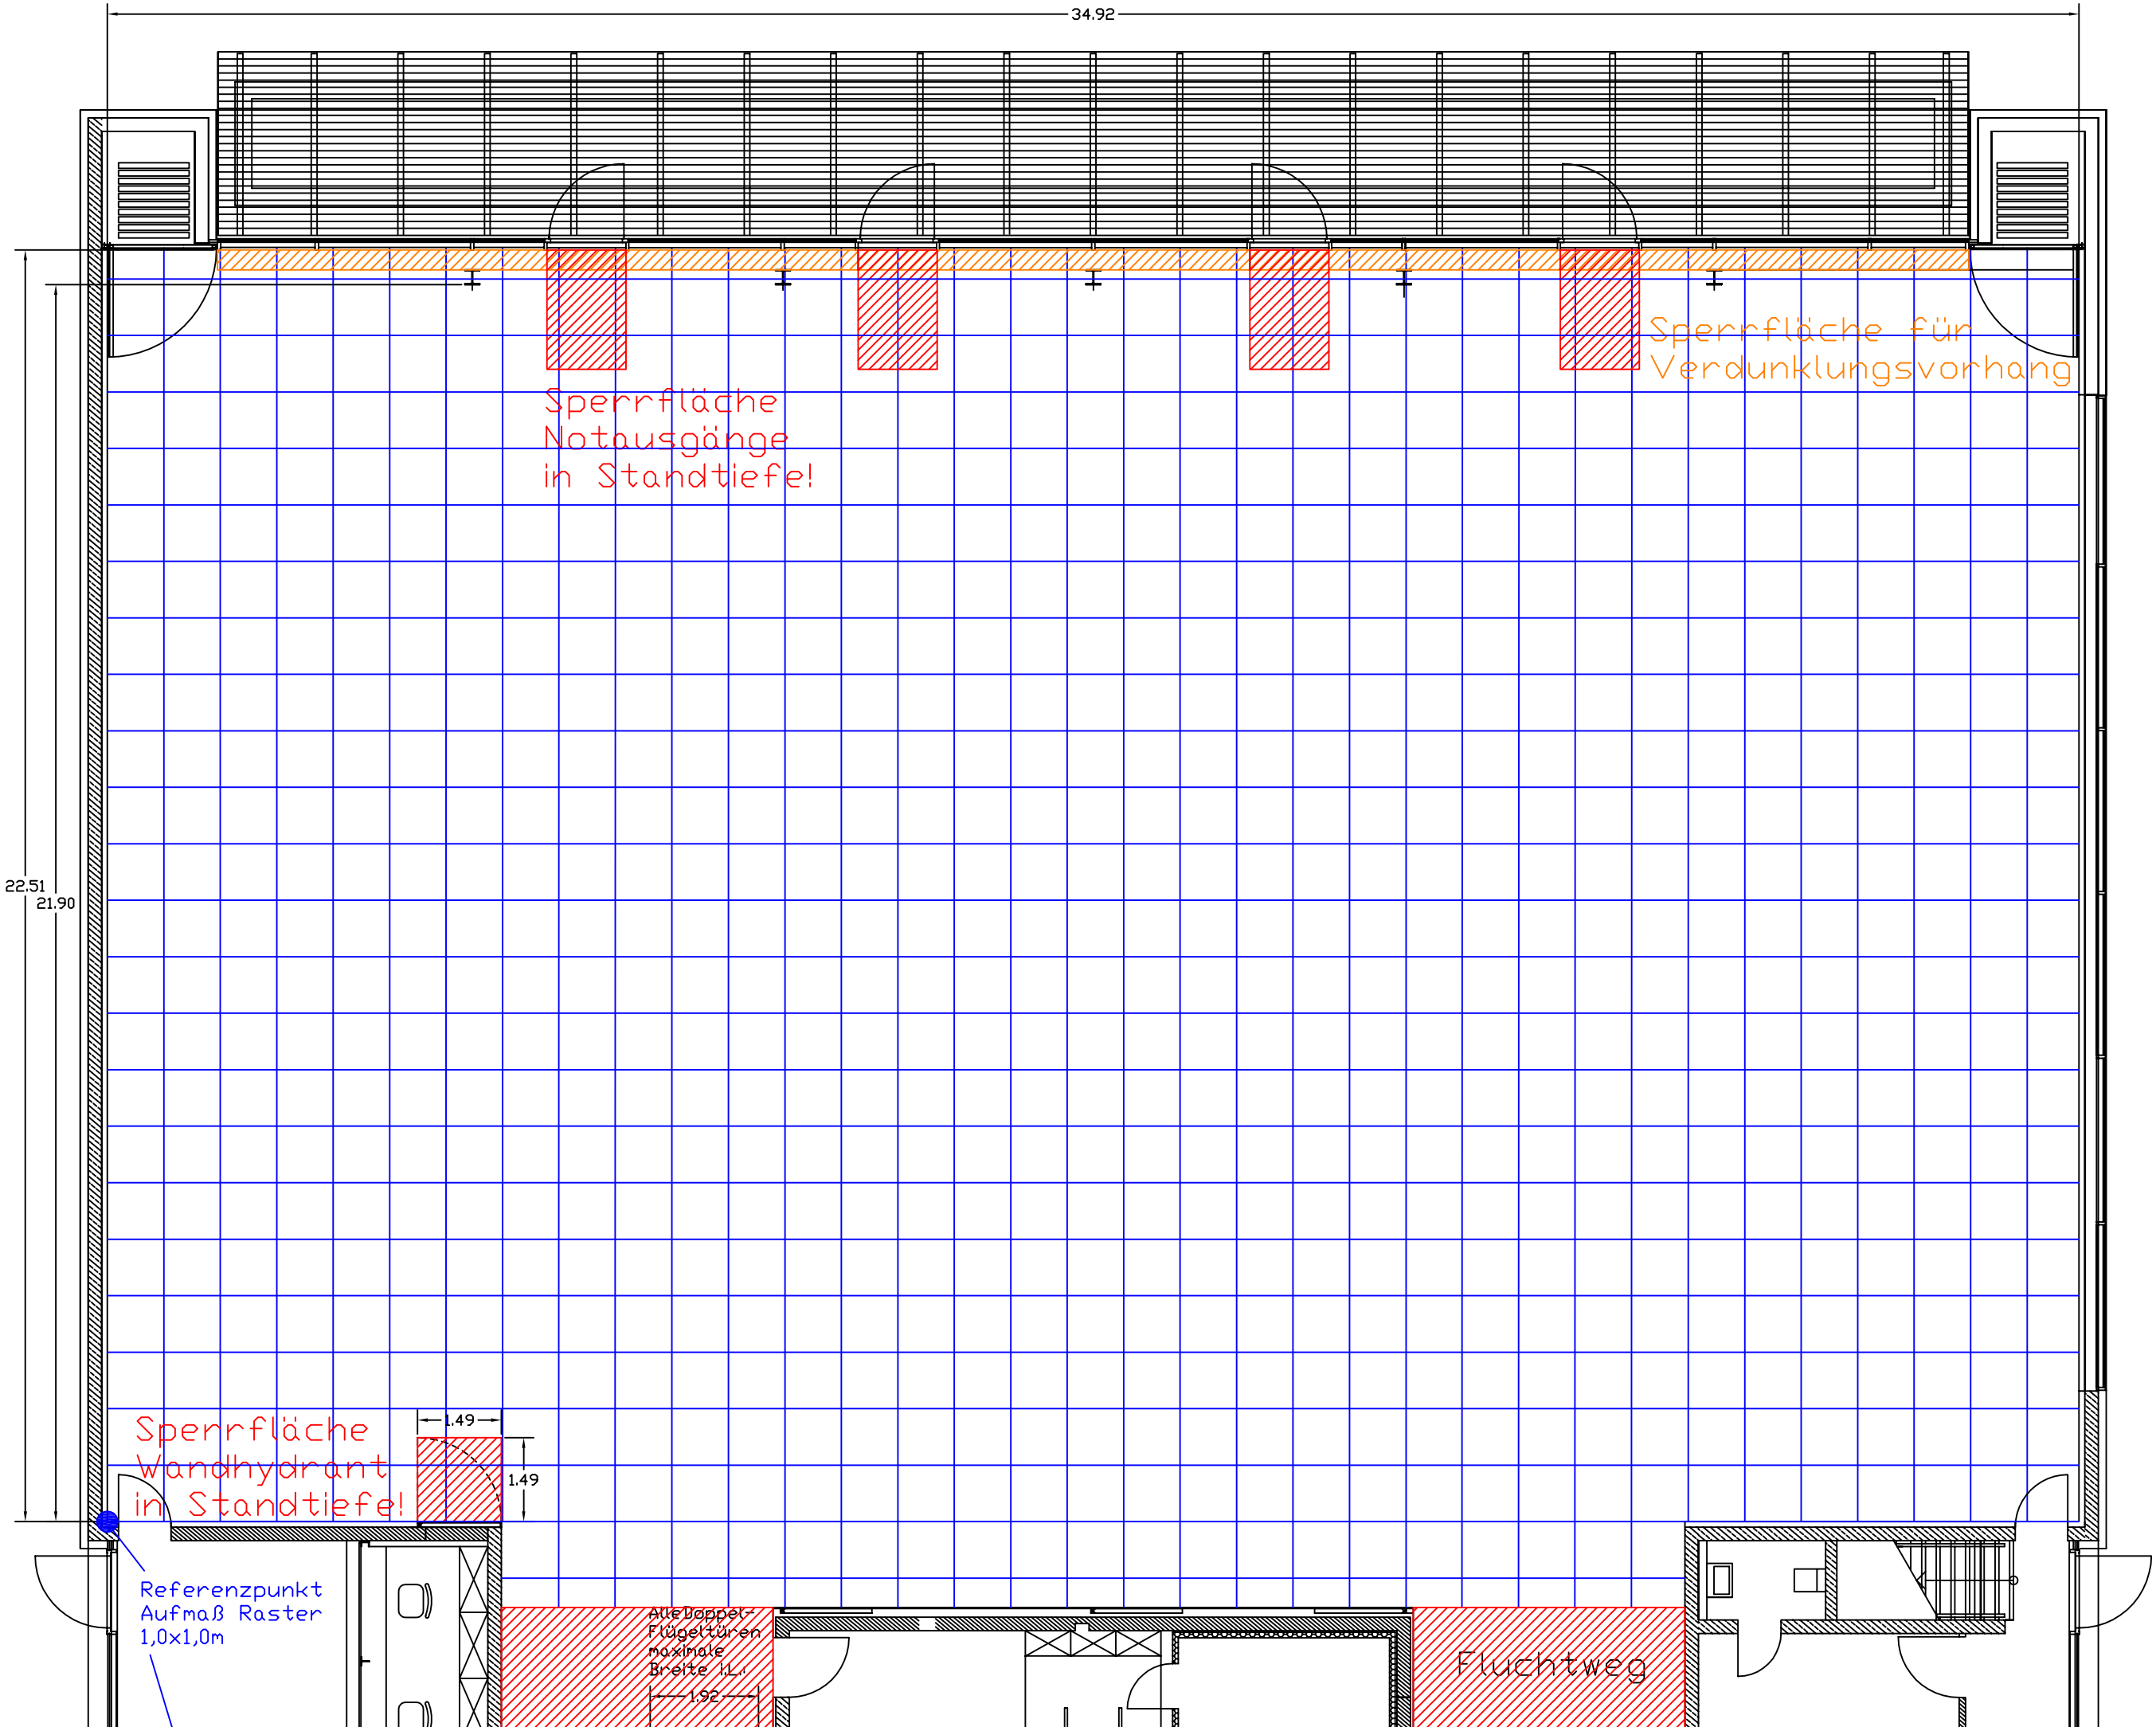 34.92
Sperrfläche für
Verdunklungsvorhang
Sperrfläche
Notausgänge
in Standtiefe!
22.51
21.90
1.49
1.49
Sperrfläche
Wandhydrant
in Standtiefe!
Referenzpunkt
Aufmaß Raster
1,0x1,0m
Alle Doppel-
Flügeltüren
maximale
Breite i.L.:
1.92
Fluchtweg